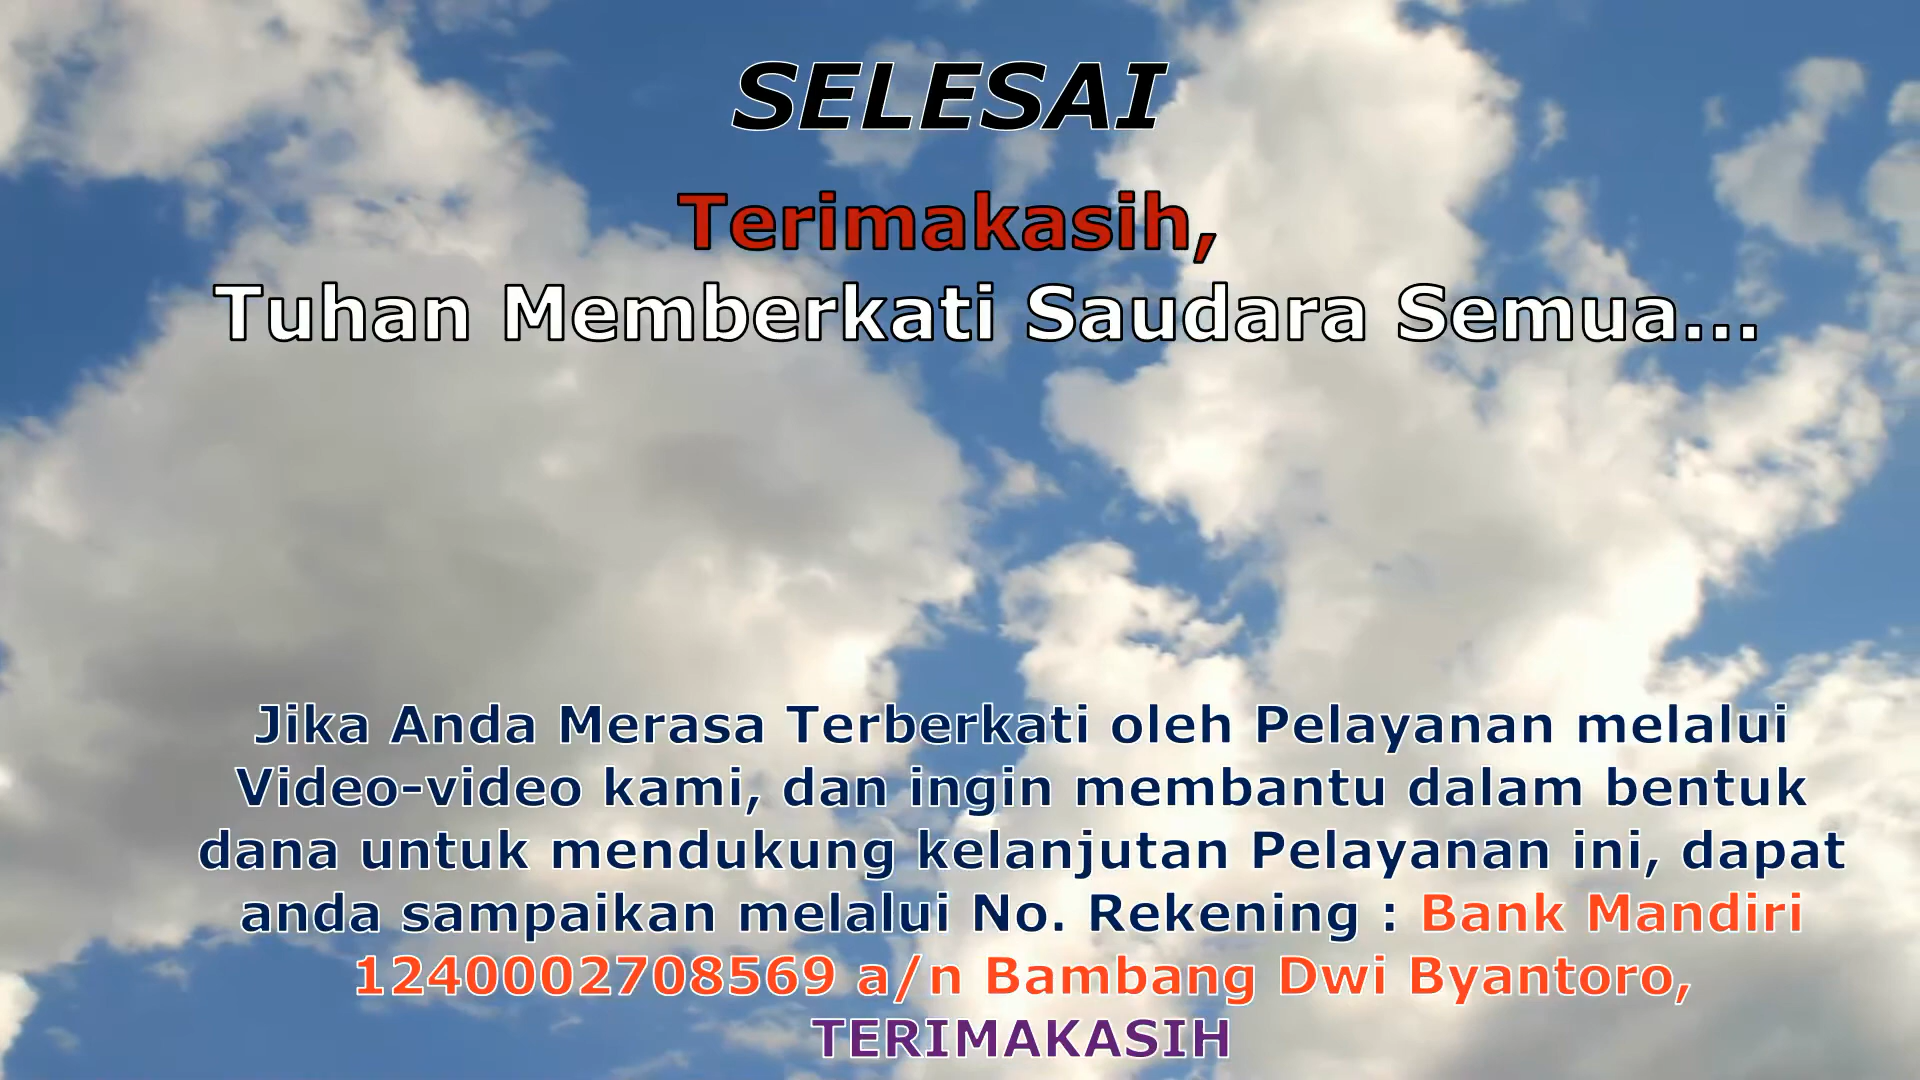 SELESAI
Terimakasih,
Tuhan Memberkati Saudara Semua...
Jika Anda Merasa Terberkati oleh Pelayanan melalui
Video-video kami, dan ingin membantu dalam bentuk
dana untuk mendukung kelanjutan Pelayanan ini, dapat
anda sampaikan melalui No. Rekening : Bank Mandiri
1240002708569 a/n Bambang Dwi Byantoro,
TERIMAKASIH